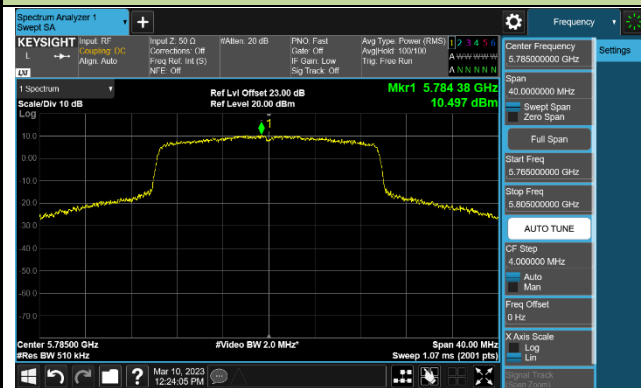 Spectrum Analyzer 1
Swept SA
Frequency
KEYSIGHT
L
LXI
Input: RF
Coupling: DC
Align: Auto
Input Z: 50 Ω
Corrections: Off
Freq Ref: Int (S)
NFE: Off
#Atten: 20 dB
PNO: Fast
Gate: Off
IF Gain: Low
Sig Track: Off
Avg Type: Power (RMS)
Avg|Hold: 100/100
Trig: Free Run
1 2 3 4 5 6
A W W W W W
A N N N N N
Center Frequency
5.785000000 GHz
Settings
Span
40.0000000 MHz
Swept Span
Zero Span
Full Span
Start Freq
5.765000000 GHz
Stop Freq
5.805000000 GHz
AUTO TUNE
CF Step
4.000000 MHz
Auto
Man
Freq Offset
0 Hz
X Axis Scale
Log
Lin
Signal Track
(Span Zoom)
1 Spectrum
Scale/Div 10 dB
Log
Ref Lvl Offset 23.00 dB
Ref Level 20.00 dBm
Mkr1 5.784 38 GHz
10.497 dBm
1
10.0
0.00
-10.0
-20.0
-30.0
-40.0
-50.0
-60.0
-70.0
Center 5.78500 GHz
#Res BW 510 kHz
#Video BW 2.0 MHz*
Span 40.00 MHz
Sweep 1.07 ms (2001 pts)
Mar 10, 2023
12:24:05 PM